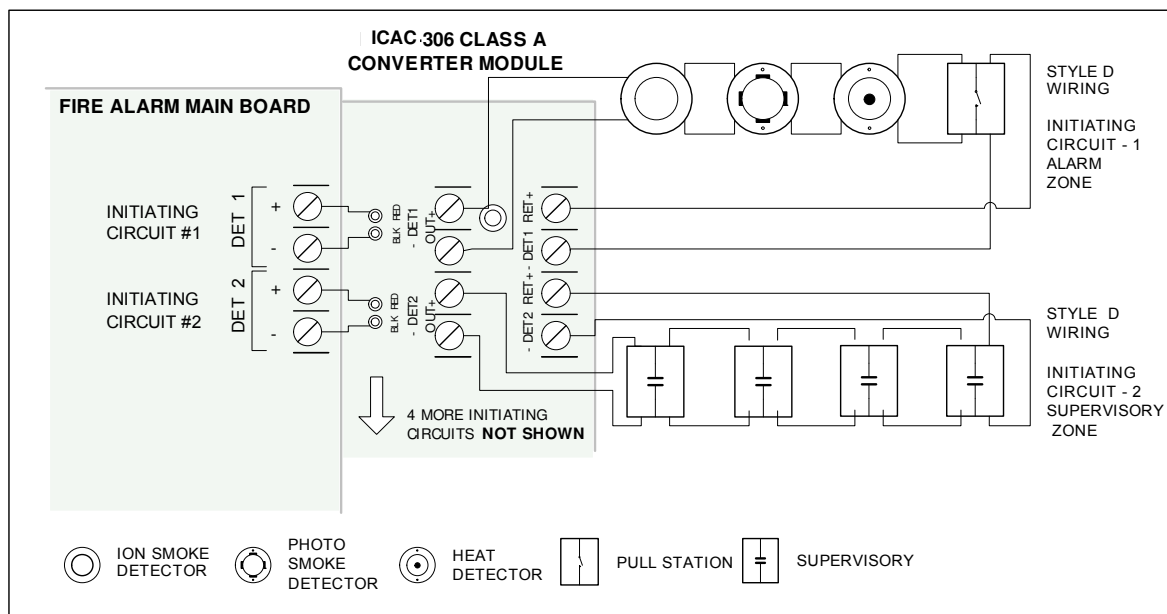 ICAC-306 CLASS A
CONVERTER MODULE
FIRE ALARM MAIN BOARD
STYLE D
WIRING
INITIATING
CIRCUIT - 1
ALARM
ZONE
INITIATING
CIRCUIT #1
DET 1
+
-
RED
BLK
- DET1
OUT+
- DET1 RET+
INITIATING
CIRCUIT #2
DET 2
+
-
RED
BLK
- DET2
OUT+
- DET2 RET+
STYLE D
WIRING
INITIATING
CIRCUIT - 2
SUPERVISORY
ZONE
4 MORE INITIATING
CIRCUITS NOT SHOWN
ION SMOKE
DETECTOR
PHOTO
SMOKE
DETECTOR
HEAT
DETECTOR
PULL STATION
SUPERVISORY